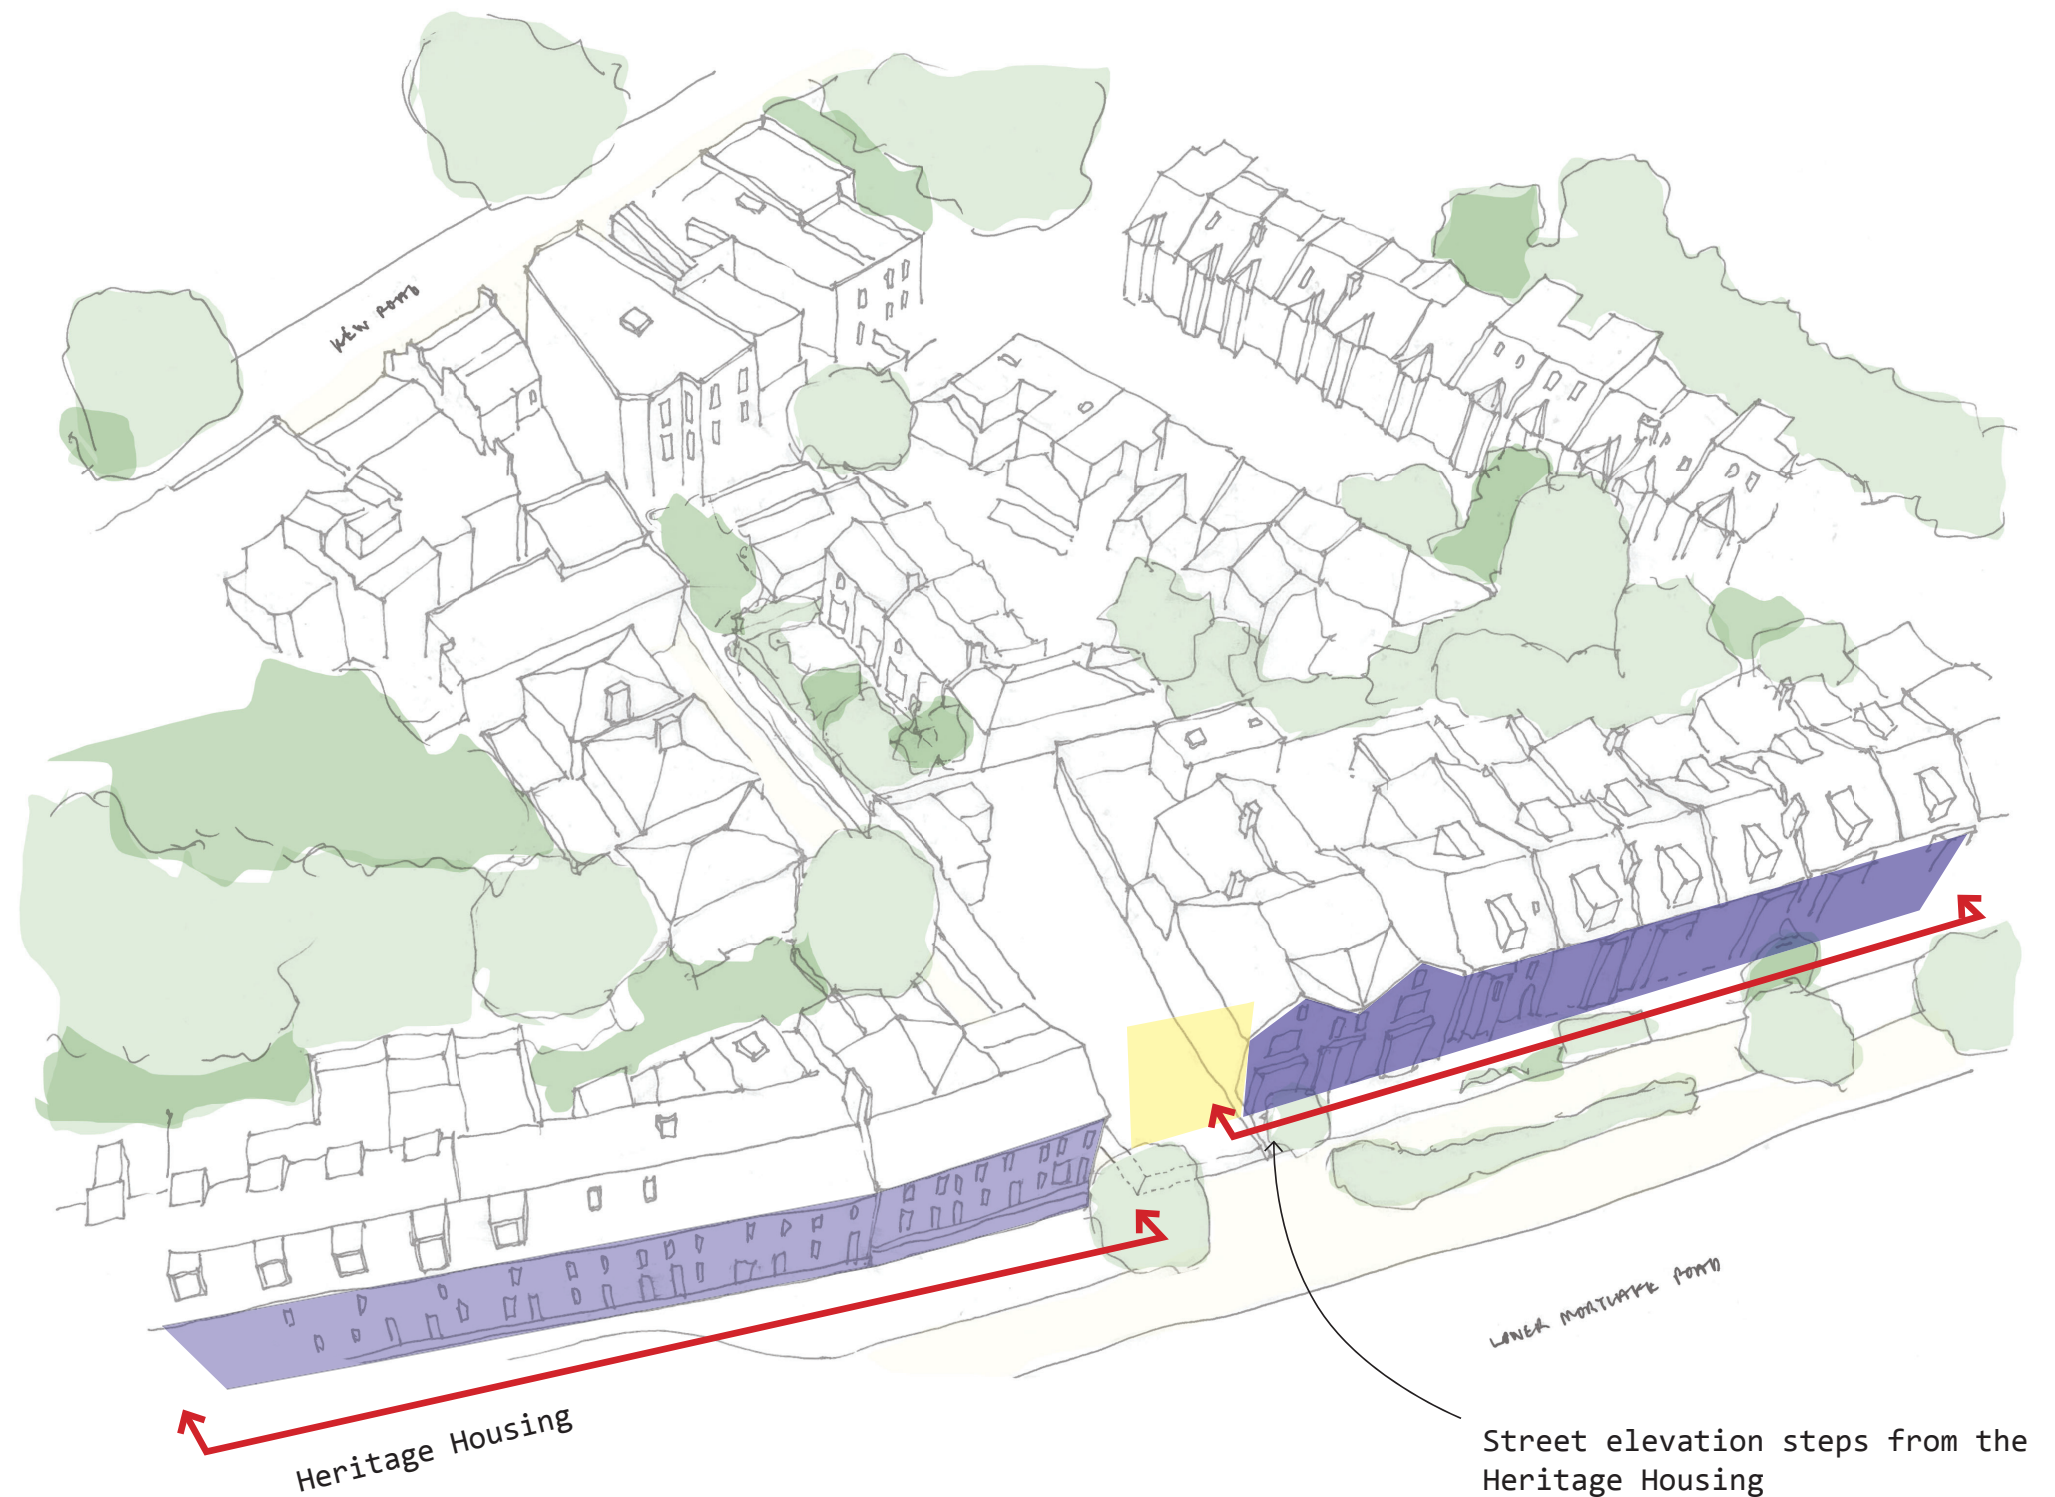 KEW ROAD
LOWER MORTLAKE ROAD
Heritage Housing
Street elevation steps from the
Heritage Housing